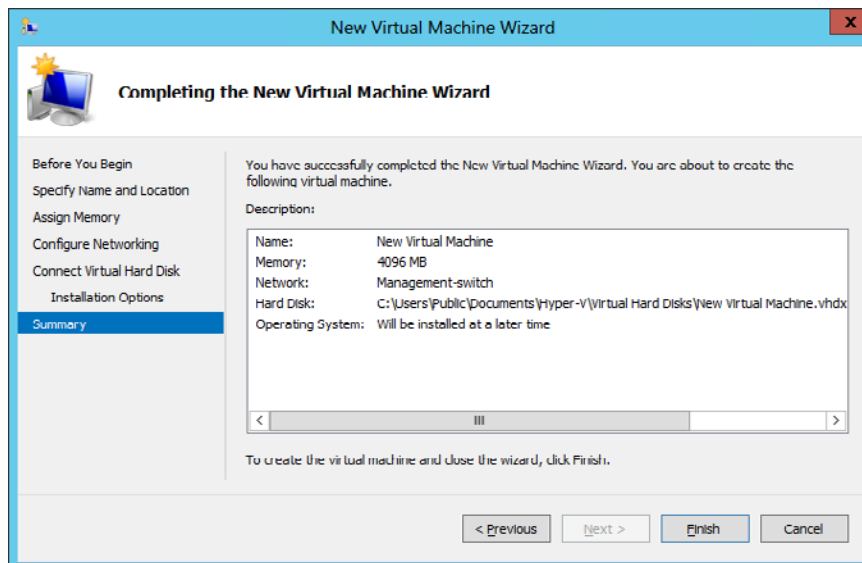 New Virtual Machine Wizard
X
Completing the New Virtual Machine Wizard
Before You Begin
Specify Name and Location
Assign Memory
Configure Networking
Connect Virtual Hard Disk
Installation Options
Summary
You have successfully completed the New Virtual Machine Wizard. You are about to create the
following virtual machine.
Description:
Name: New Virtual Machine
Memory: 4096 MB
Network: Management-switch
Hard Disk: C:\Users\Public\Documents\Hyper-V\Virtual Hard Disks\New Virtual Machine.vhdx
Operating System: Will be installed at a later time
To create the virtual machine and close the wizard, click Finish.
< Previous Next > Finish Cancel